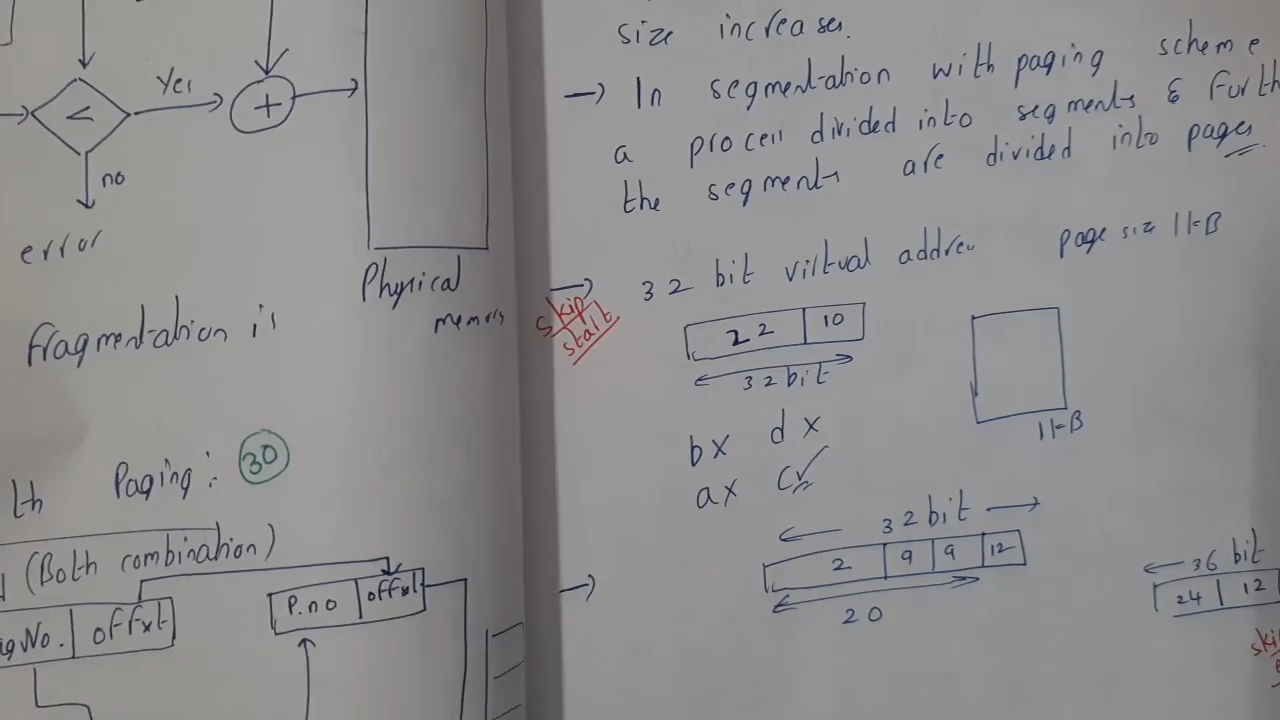 <
Yes
+
no
error
Physical
memory
Fragmentation is
th Paging : 30
(Both combination)
No. offset
P.no offset
size increases.
→ In segmentation with paging scheme
a process divided into segments & furth
the segments are divided into pages
→ 32 bit virtual address page size 1KB
skip
start
22 10
32 bit
1KB
bx dx
ax c✓
→ 32 bit
2 9 9 12
20
36 bit
24 12